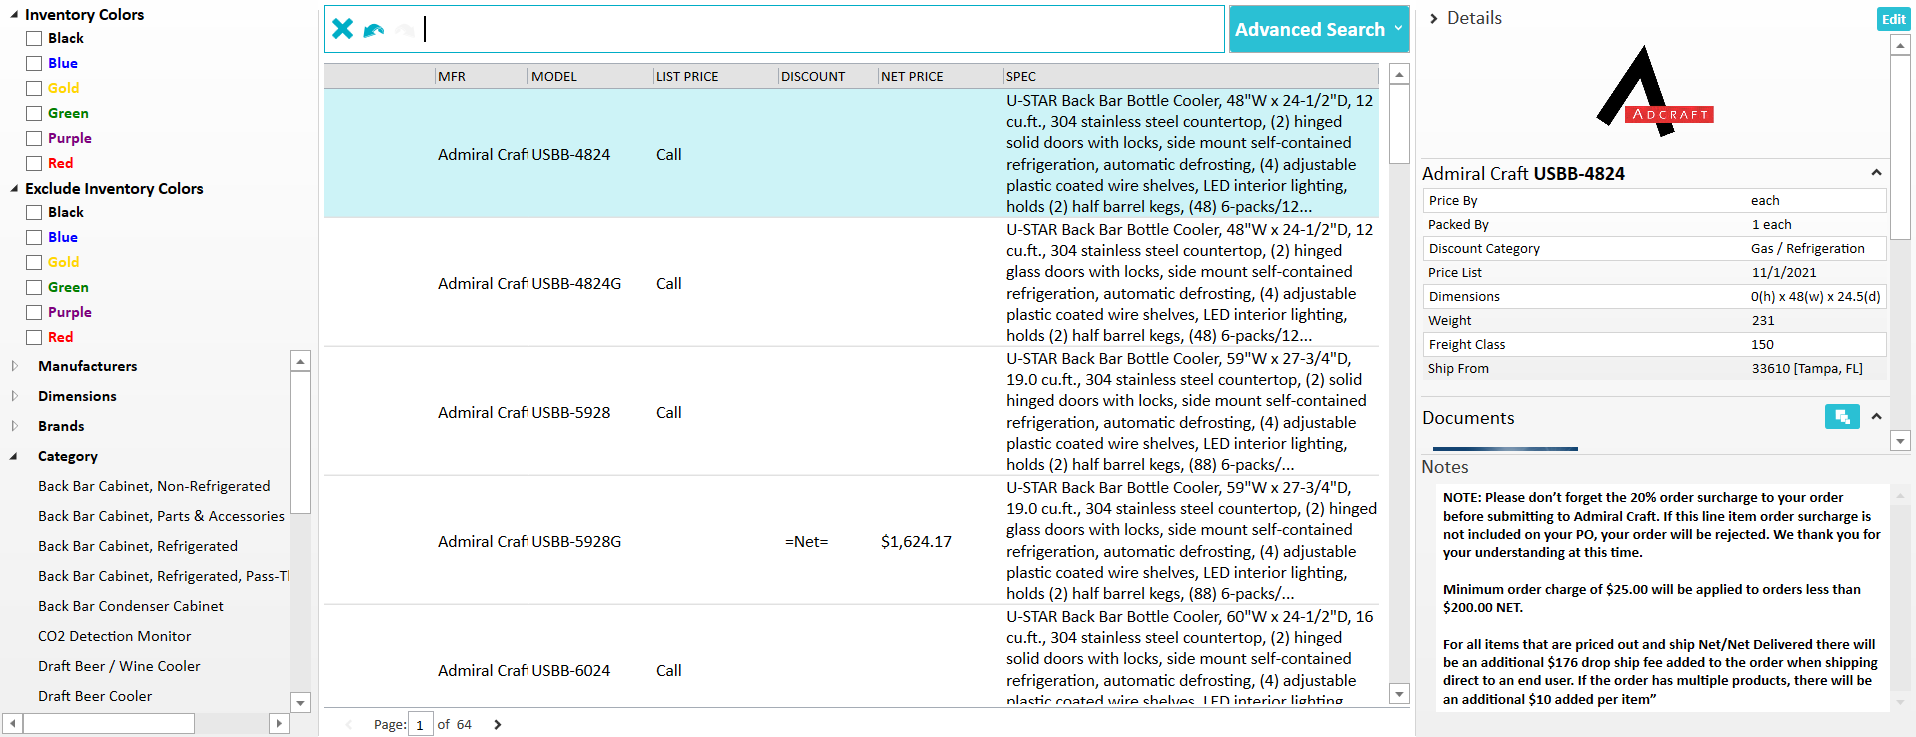 Inventory Colors
Black
Blue
Gold
Green
Purple
Red
Exclude Inventory Colors
Black
Blue
Gold
Green
Purple
Red
Manufacturers
Dimensions
Brands
Category
Back Bar Cabinet, Non-Refrigerated
Back Bar Cabinet, Parts & Accessories
Back Bar Cabinet, Refrigerated
Back Bar Cabinet, Refrigerated, Pass-Tl
Back Bar Condenser Cabinet
CO2 Detection Monitor
Draft Beer / Wine Cooler
Draft Beer Cooler
Advanced Search
MFR MODEL LIST PRICE DISCOUNT NET PRICE SPEC
Admiral Craf USBB-4824 Call
U-STAR Back Bar Bottle Cooler, 48"W x 24-1/2"D, 12
cu.ft., 304 stainless steel countertop, (2) hinged
solid doors with locks, side mount self-contained
refrigeration, automatic defrosting, (4) adjustable
plastic coated wire shelves, LED interior lighting,
holds (2) half barrel kegs, (48) 6-packs/12...
Admiral Craf USBB-4824G Call
U-STAR Back Bar Bottle Cooler, 48"W x 24-1/2"D, 12
cu.ft., 304 stainless steel countertop, (2) hinged
glass doors with locks, side mount self-contained
refrigeration, automatic defrosting, (4) adjustable
plastic coated wire shelves, LED interior lighting,
holds (2) half barrel kegs, (48) 6-packs/12...
Admiral Craf USBB-5928 Call
U-STAR Back Bar Bottle Cooler, 59"W x 27-3/4"D,
19.0 cu.ft., 304 stainless steel countertop, (2) solid
hinged doors with locks, side mount self-contained
refrigeration, automatic defrosting, (4) adjustable
plastic coated wire shelves, LED interior lighting,
holds (2) half barrel kegs, (88) 6-packs/...
Admiral Craf USBB-5928G =Net= $1,624.17
U-STAR Back Bar Bottle Cooler, 59"W x 27-3/4"D,
19.0 cu.ft., 304 stainless steel countertop, (2) hinged
glass doors with locks, side mount self-contained
refrigeration, automatic defrosting, (4) adjustable
plastic coated wire shelves, LED interior lighting,
holds (2) half barrel kegs, (88) 6-packs/...
Admiral Craf USBB-6024 Call
U-STAR Back Bar Bottle Cooler, 60"W x 24-1/2"D, 16
cu.ft., 304 stainless steel countertop, (2) hinged
solid doors with locks, side mount self-contained
refrigeration, automatic defrosting, (4) adjustable
plastic coated wire shelves, LED interior lighting,
Page: 1 of 64
Details
Edit
ADCRAFT
Admiral Craft USBB-4824
Price By each
Packed By 1 each
Discount Category Gas / Refrigeration
Price List 11/1/2021
Dimensions 0(h) x 48(w) x 24.5(d)
Weight 231
Freight Class 150
Ship From 33610 [Tampa, FL]
Documents
Notes
NOTE: Please don't forget the 20% order surcharge to your order
before submitting to Admiral Craft. If this line item order surcharge is
not included on your PO, your order will be rejected. We thank you for
your understanding at this time.
Minimum order charge of $25.00 will be applied to orders less than
$200.00 NET.
For all items that are priced out and ship Net/Net Delivered there will
be an additional $176 drop ship fee added to the order when shipping
direct to an end user. If the order has multiple products, there will be
an additional $10 added per item”